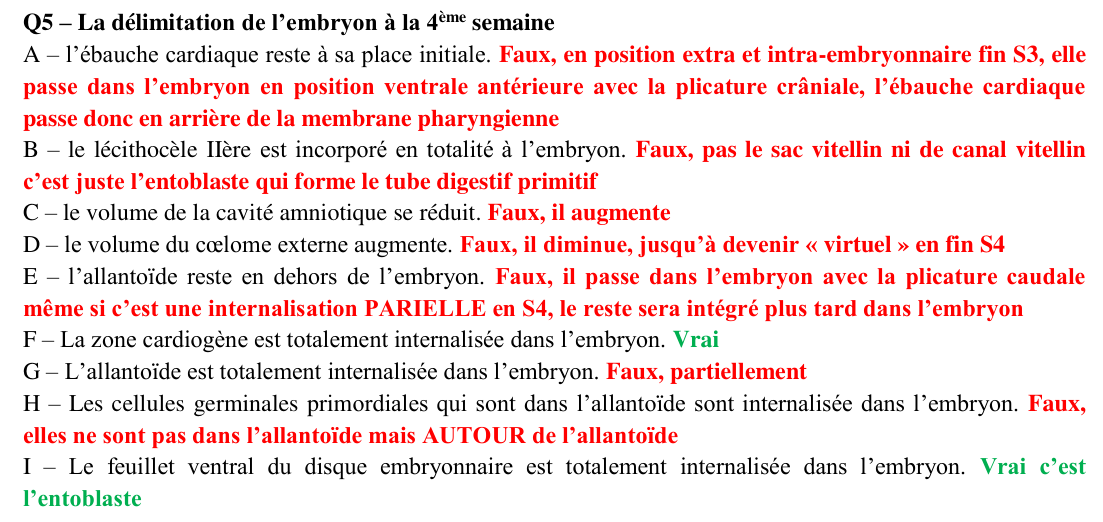 Q5 – La délimitation de l’embryon à la 4ème semaine
A – l’ébauche cardiaque reste à sa place initiale. Faux, en position extra et intra-embryonnaire fin S3, elle
passe dans l’embryon en position ventrale antérieure avec la plicature crâniale, l’ébauche cardiaque
passe donc en arrière de la membrane pharyngienne
B – le lécithocèle IIère est incorporé en totalité à l’embryon. Faux, pas le sac vitellin ni de canal vitellin
c’est juste l’entoblaste qui forme le tube digestif primitif
C – le volume de la cavité amniotique se réduit. Faux, il augmente
D – le volume du cœlome externe augmente. Faux, il diminue, jusqu’à devenir « virtuel » en fin S4
E – l’allantoïde reste en dehors de l’embryon. Faux, il passe dans l’embryon avec la plicature caudale
même si c’est une internalisation PARIELLE en S4, le reste sera intégré plus tard dans l’embryon
F – La zone cardiogène est totalement internalisée dans l’embryon. Vrai
G – L’allantoïde est totalement internalisée dans l’embryon. Faux, partiellement
H – Les cellules germinales primordiales qui sont dans l’allantoïde sont internalisée dans l’embryon. Faux,
elles ne sont pas dans l’allantoïde mais AUTOUR de l’allantoïde
I – Le feuillet ventral du disque embryonnaire est totalement internalisée dans l’embryon. Vrai c’est
l’entoblaste